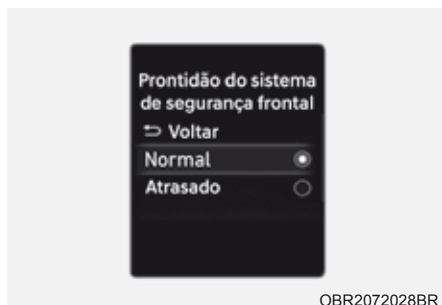 Prontidão do sistema
de segurança frontal
Voltar
Normal
Atrasado
OBR2072028BR